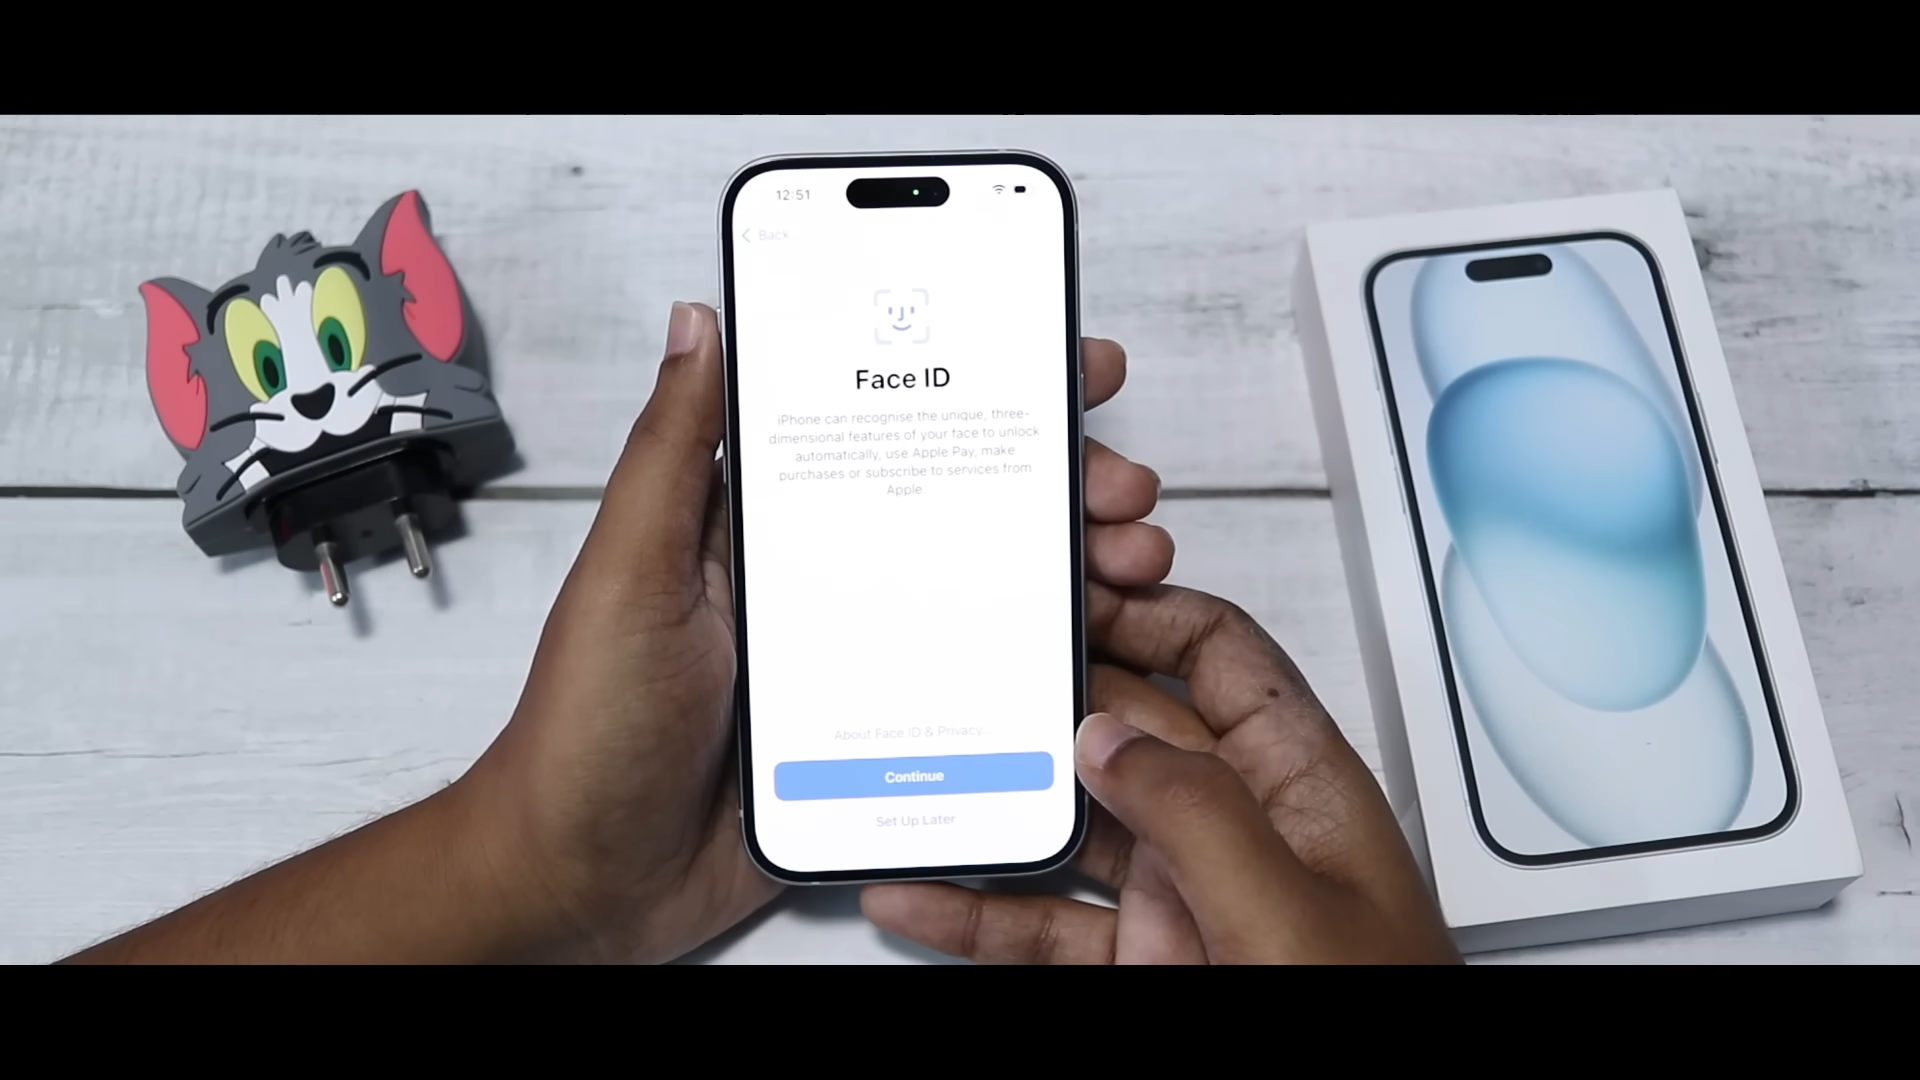 12:51
Back
Face ID
iPhone can recognise the unique, three-
dimensional features of your face to unlock
automatically, use Apple Pay, make
purchases or subscribe to services from
Apple.
About Face ID & Privacy...
Continue
Set Up Later